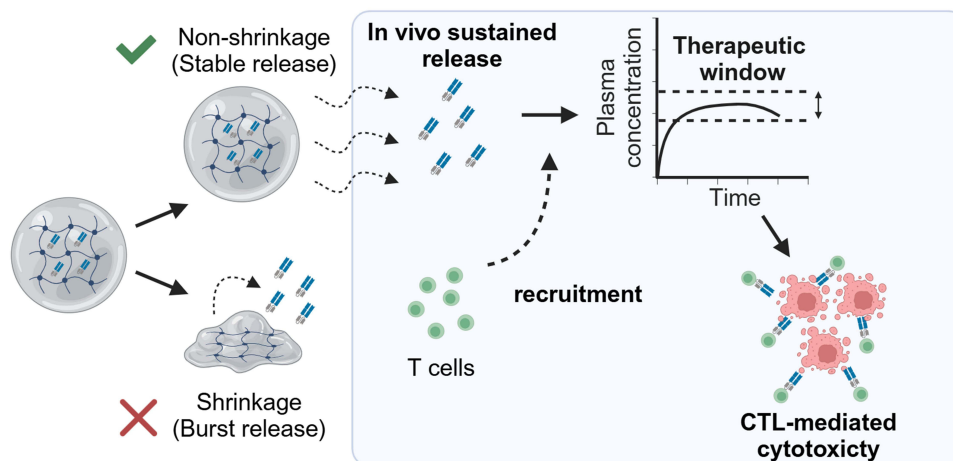 Non-shrinkage
(Stable release)
In vivo sustained
release
Therapeutic
window
Plasma
concentration
Time
recruitment
T cells
Shrinkage
(Burst release)
CTL-mediated
cytotoxicty